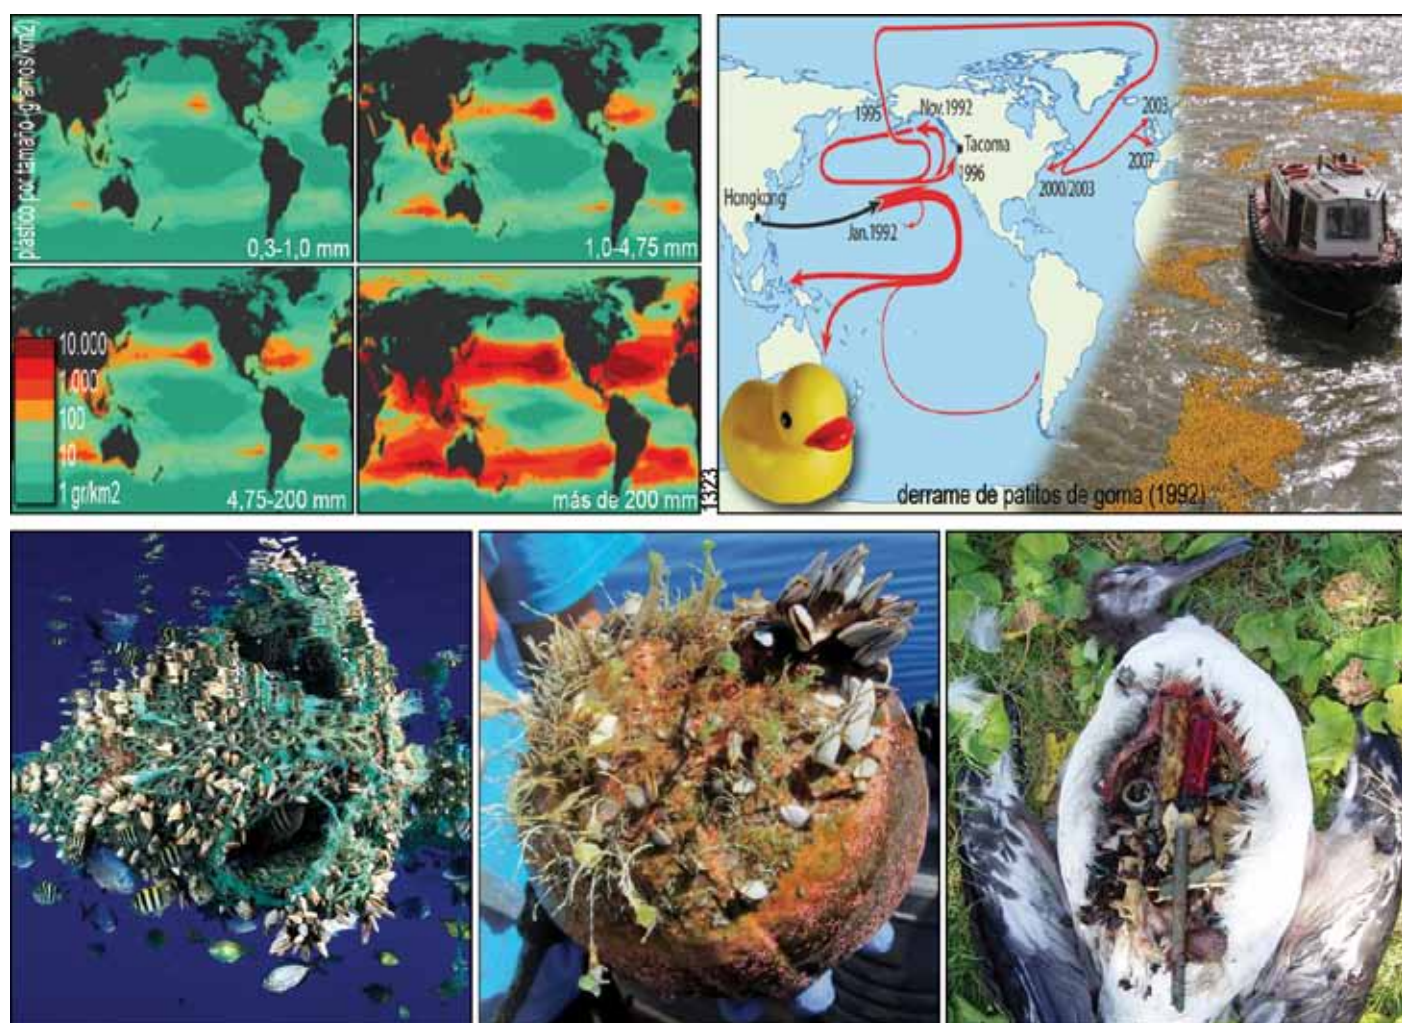 plástico por tamaño (gramos/km2)
0,3-1,0 mm
1,0-4,75 mm
10.000
1.000
100
10
1 gr/km2
4,75-200 mm
más de 200 mm
1323
1995
Nov.1992
Tacoma
1996
Hongkong
Jan.1992
2003
2007
2000/2003
derrame de patitos de goma (1992)